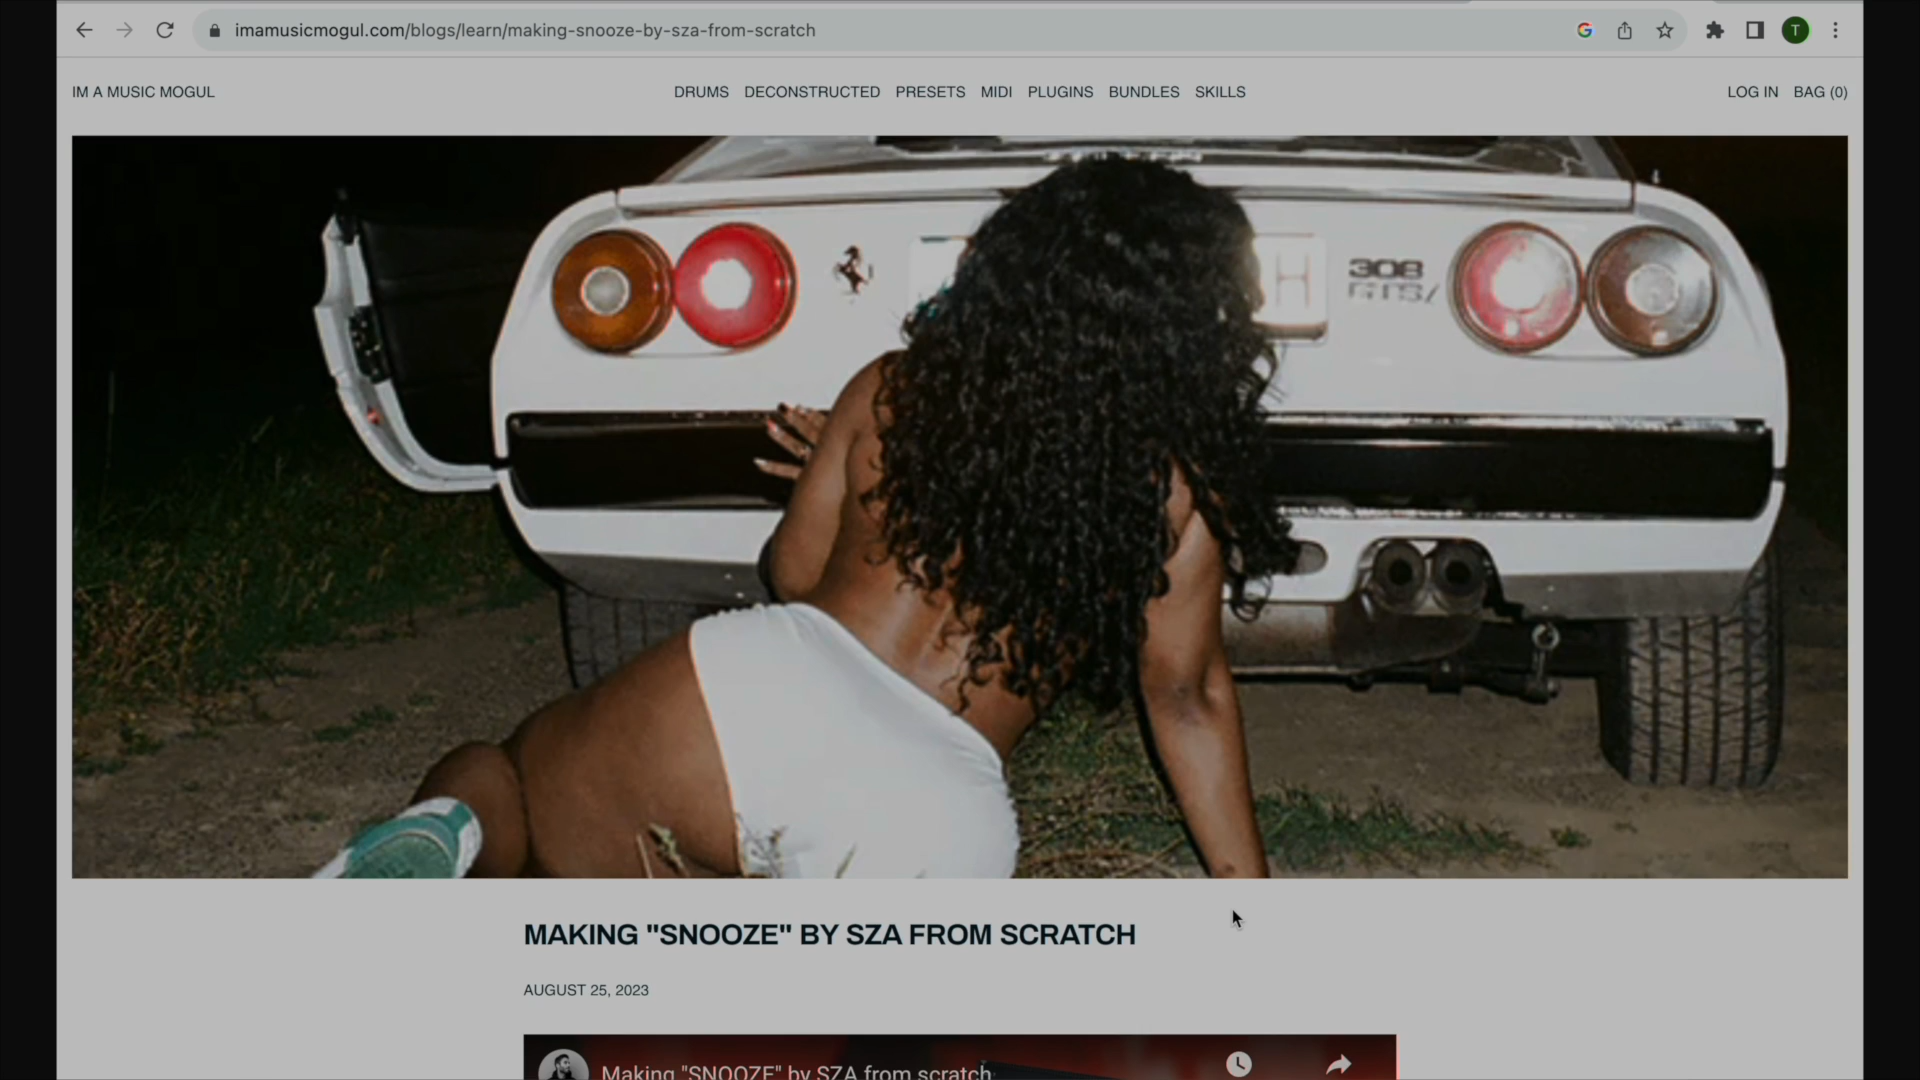 imamusicmogul.com/blogs/learn/making-snooze-by-sza-from-scratch
T
IM A MUSIC MOGUL
DRUMS DECONSTRUCTED PRESETS MIDI PLUGINS BUNDLES SKILLS
LOG IN BAG (0)
H
308
MAKING "SNOOZE" BY SZA FROM SCRATCH
AUGUST 25, 2023
Making "SNOOZE" by SZA from scratch